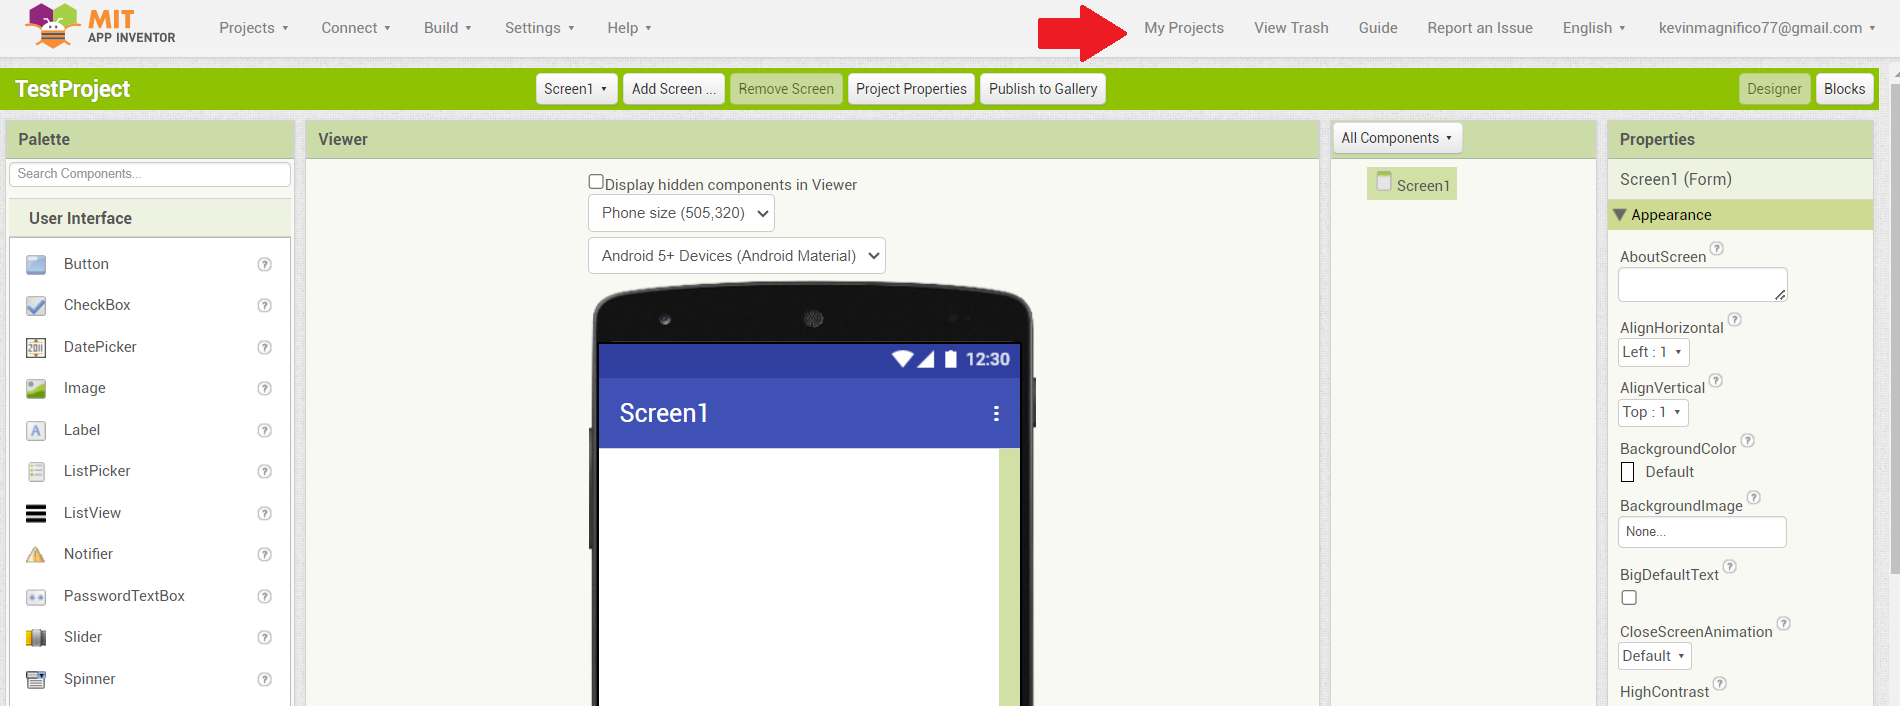 MIT
APP INVENTOR
Projects
Connect
Build
Settings
Help
My Projects
View Trash
Guide
Report an Issue
English
kevinmagnifico77@gmail.com
TestProject
Screen1
Add Screen ...
Remove Screen
Project Properties
Publish to Gallery
Designer
Blocks
Palette
Search Components...
User Interface
Button
?
CheckBox
?
DatePicker
?
Image
?
Label
?
ListPicker
?
ListView
?
Notifier
?
PasswordTextBox
?
Slider
?
Spinner
?
Viewer
Display hidden components in Viewer
Phone size (505,320)
Android 5+ Devices (Android Material)
12:30
Screen1
All Components
Screen1
Properties
Screen1 (Form)
Appearance
AboutScreen ?
AlignHorizontal ?
Left : 1
AlignVertical ?
Top : 1
BackgroundColor ?
Default
BackgroundImage ?
None...
BigDefaultText ?
CloseScreenAnimation ?
Default
HighContrast ?